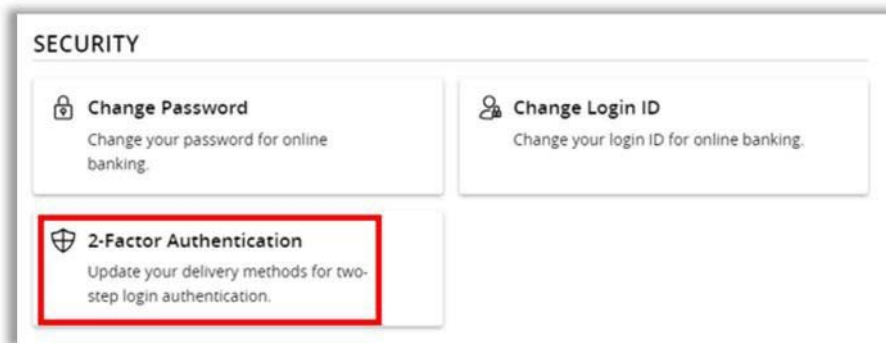 SECURITY
Change Password
Change your password for online
banking.
Change Login ID
Change your login ID for online banking.
2-Factor Authentication
Update your delivery methods for two-
step login authentication.